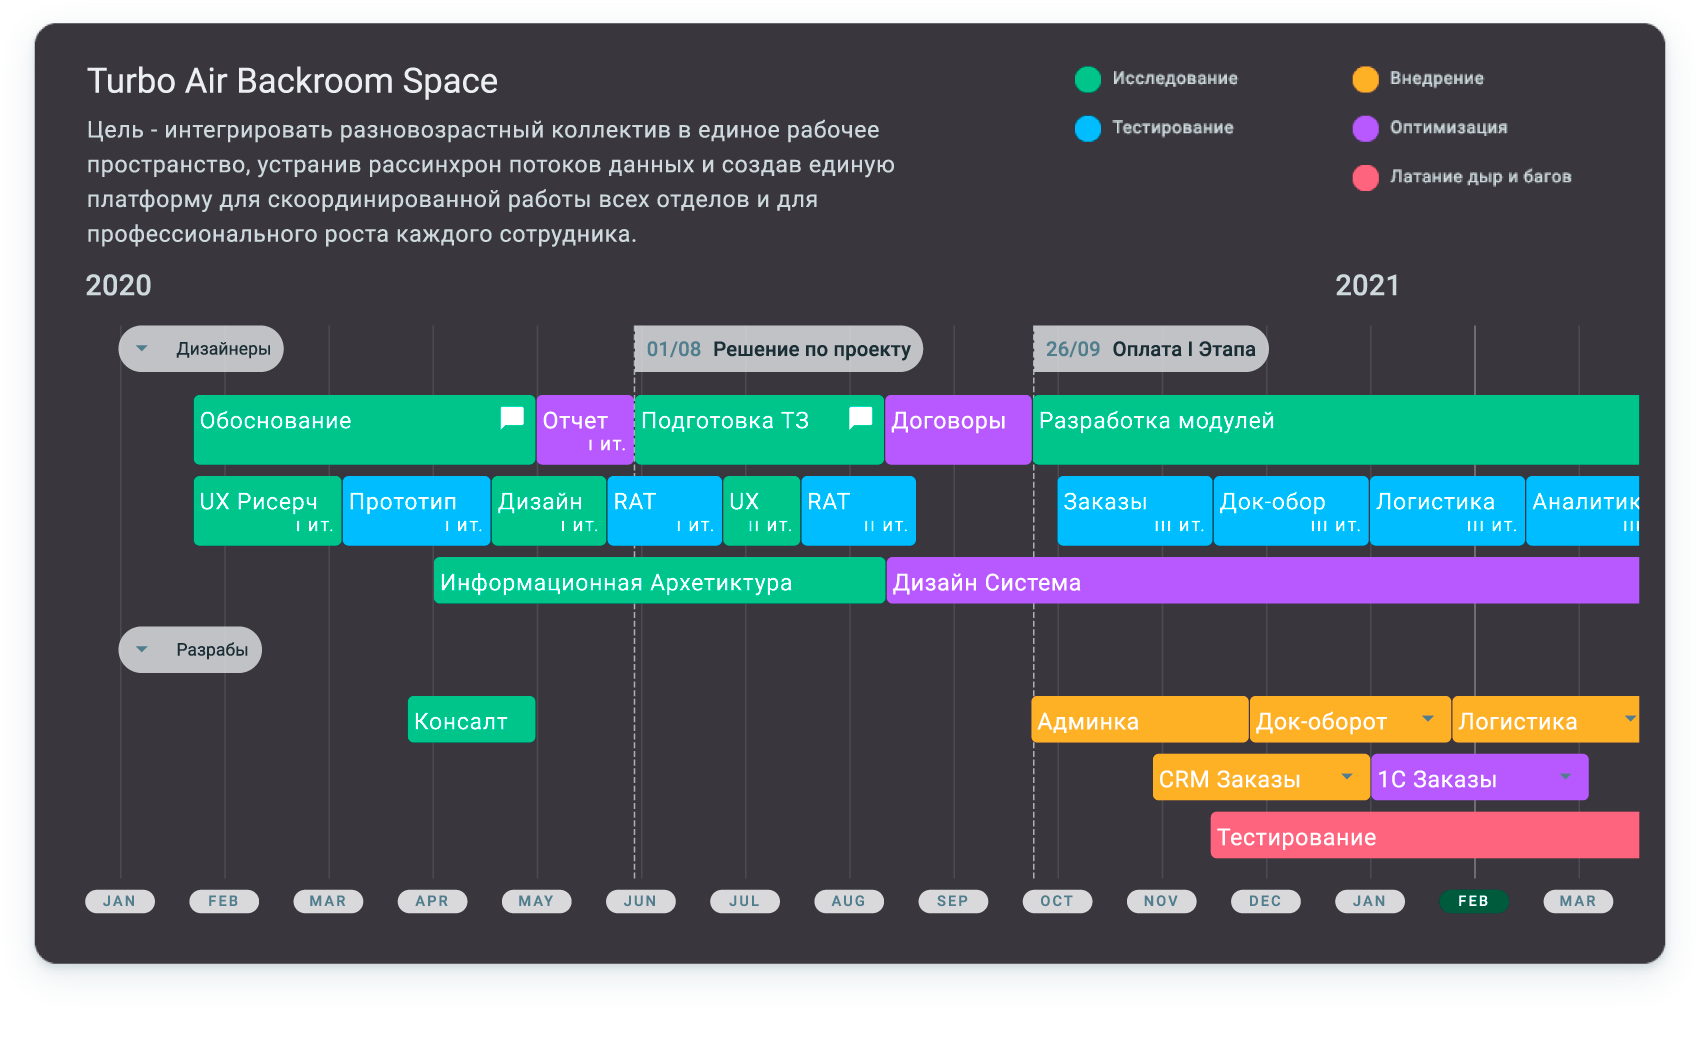 Turbo Air Backroom Space
Цель - интегрировать разновозрастный коллектив в единое рабочее
пространство, устранив рассинхрон потоков данных и создав единую
платформу для скоординированной работы всех отделов и для
профессионального роста каждого сотрудника.
Исследование
Внедрение
Тестирование
Оптимизация
Латание дыр и багов
2020
2021
Дизайнеры
01/08 Решение по проекту
26/09 Оплата I Этапа
Обоснование
Отчет
I ИТ.
Подготовка ТЗ
Договоры
Разработка модулей
UX Рисерч
I ИТ.
Прототип
I ИТ.
Дизайн
I ИТ.
RAT
I ИТ.
UX
II ИТ.
RAT
II ИТ.
Заказы
III ИТ.
Док-обор
III ИТ.
Логистика
III ИТ.
Аналитик
III
Информационная Архетиктура
Дизайн Система
Разрабы
Консалт
Админка
Док-оборот
Логистика
CRM Заказы
1С Заказы
Тестирование
JAN
FEB
MAR
APR
MAY
JUN
JUL
AUG
SEP
OCT
NOV
DEC
JAN
FEB
MAR